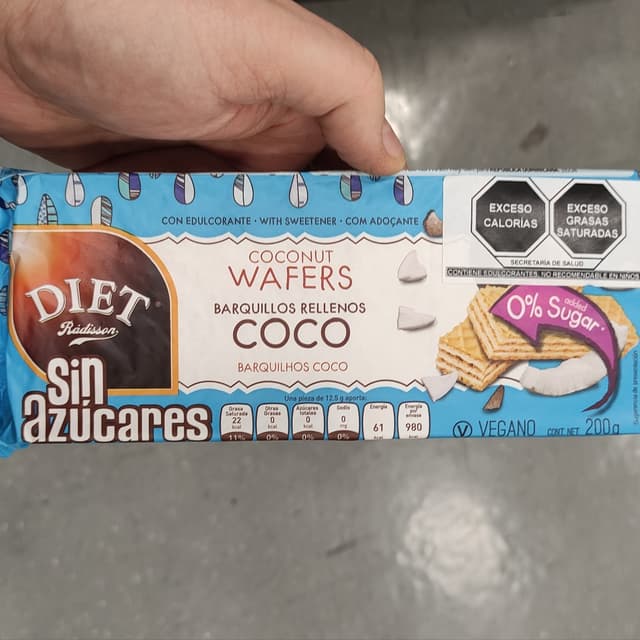 REPÚBLICA DOMINICANA
CON EDULCORANTE • WITH SWEETENER • COM ADOÇANTE
COCONUT
WAFERS
BARQUILLOS RELLENOS
COCO
BARQUILHOS COCO
DIET
Rádisson
sin
azúcares
EXCESO
CALORÍAS
EXCESO
GRASAS
SATURADAS
SECRETARÍA DE SALUD
CONTIENE EDULCORANTES, NO RECOMENDABLE EN NIÑOS
added
0% Sugar*
Una pieza de 12,5 g aporta:
Grasa
Saturada
22
kcal
11%
Otras
Grasas
0
kcal
0%
Azúcares
totales
0
kcal
0%
Sodio
0
mg
0%
Energía
61
kcal
Energía
por
envase
980
kcal
V VEGANO
CONT. NET. 200g